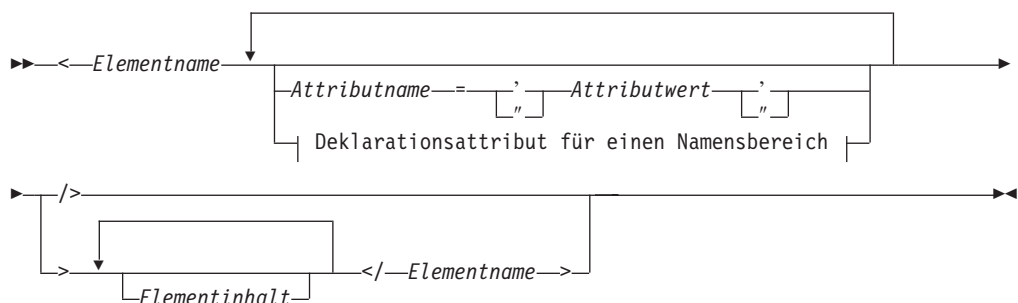 < Elementname
Attributname = ' Attributwert '
" "
Deklarationsattribut für einen Namensbereich
/>
> </ Elementname >
Elementinhalt